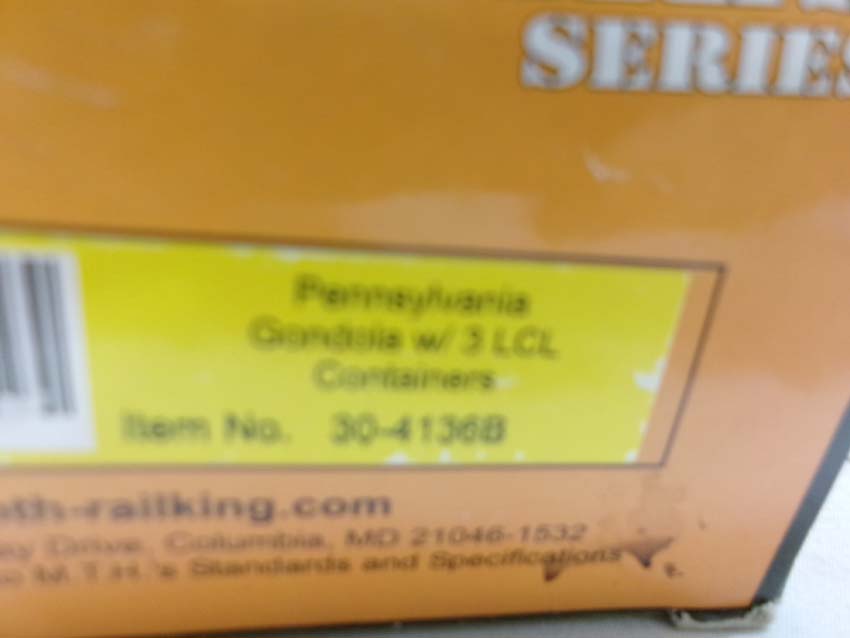 SERIES
Pennsylvania
Gondola w/ 3 LCL
Containers
Item No. 30-4136B
th-railking.com
Drive, Columbia, MD 21046-1532
M.T.H.'s Standards and Specifications